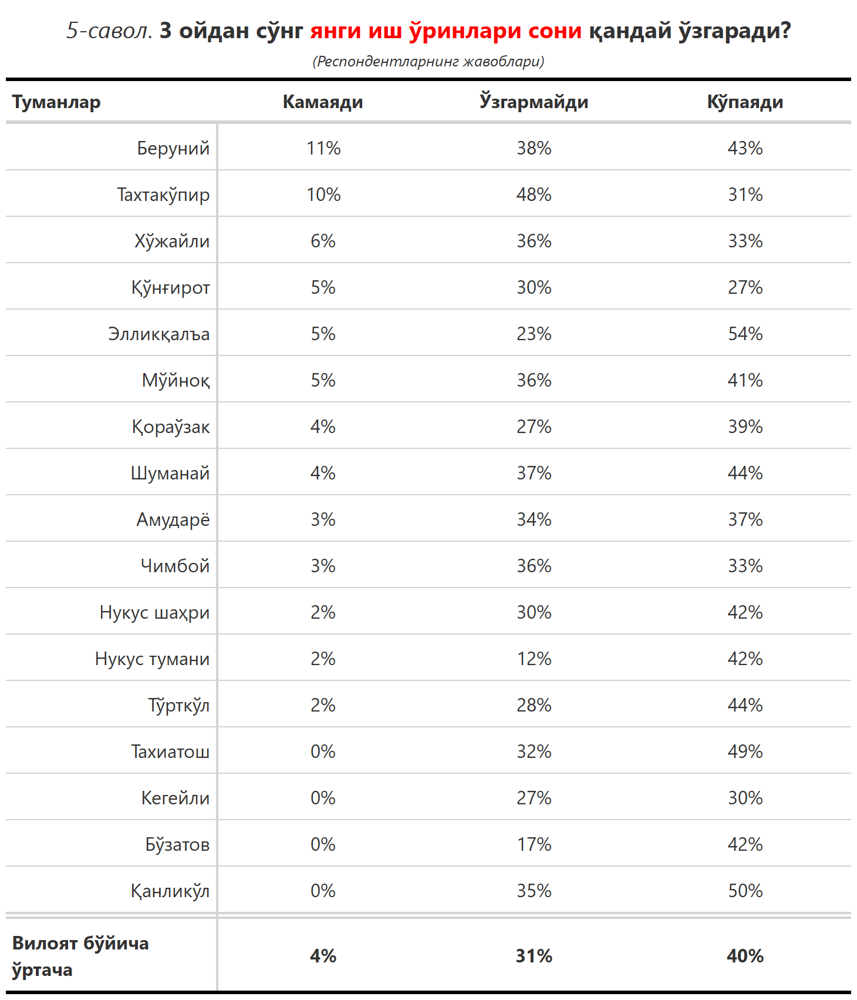 5-савол. 3 ойдан сўнг янги иш ўринлари сони қандай ўзгаради?
(Респондентларнинг жавоблари)
Туманлар Камаяди Ўзгармайди Кўпаяди
Беруний 11% 38% 43%
Тахтакўпир 10% 48% 31%
Хўжайли 6% 36% 33%
Қўнғирот 5% 30% 27%
Элликқалъа 5% 23% 54%
Мўйноқ 5% 36% 41%
Қораўзак 4% 27% 39%
Шуманай 4% 37% 44%
Амударё 3% 34% 37%
Чимбой 3% 36% 33%
Нукус шаҳри 2% 30% 42%
Нукус тумани 2% 12% 42%
Тўрткўл 2% 28% 44%
Тахиатош 0% 32% 49%
Кегейли 0% 27% 30%
Бўзатов 0% 17% 42%
Қанликўл 0% 35% 50%
Вилоят бўйича
ўртача 4% 31% 40%